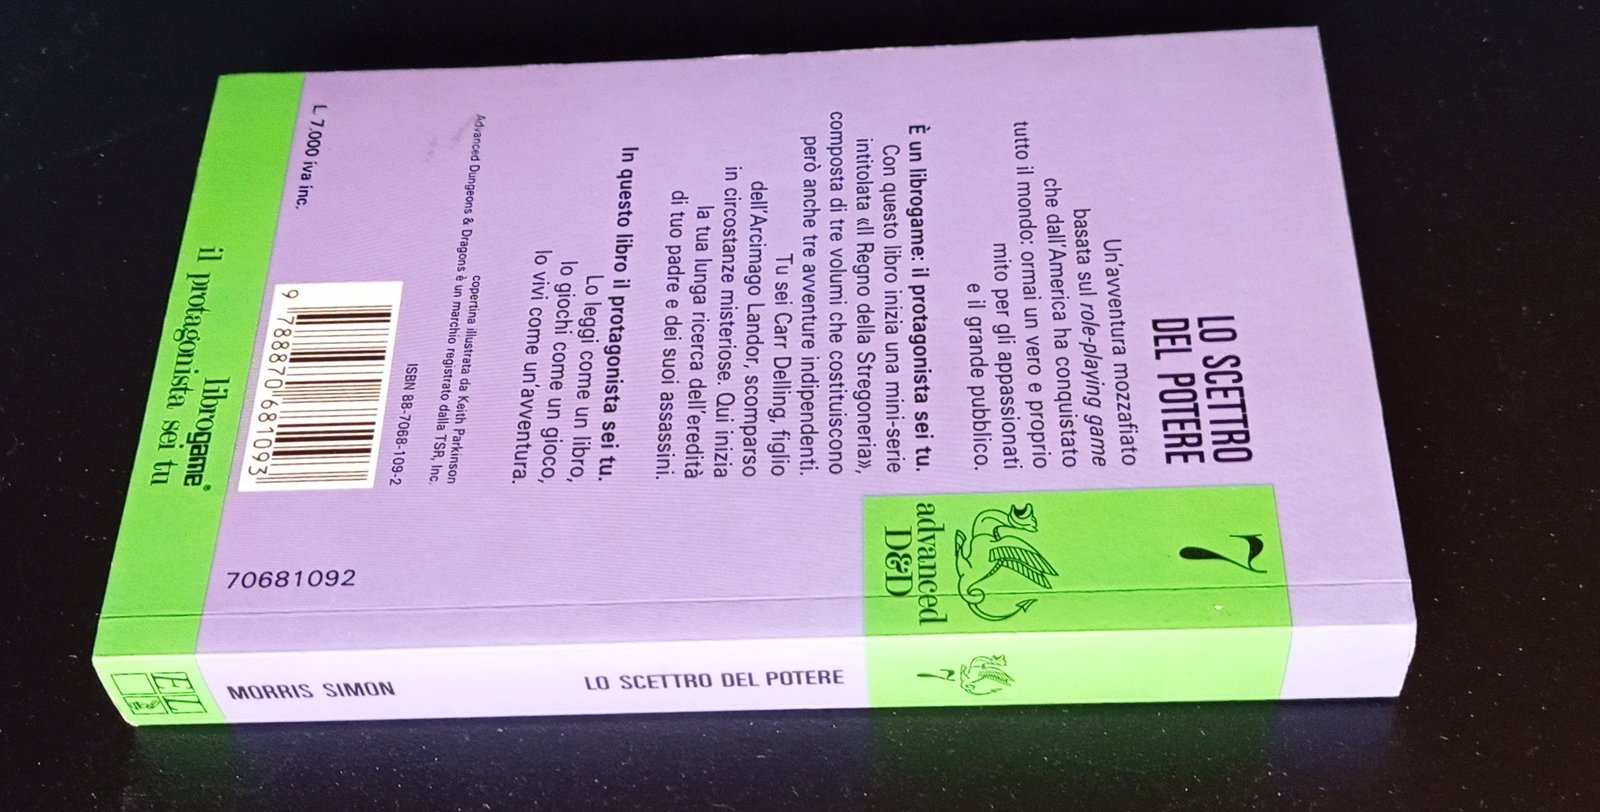 LO SCETTRO
DEL POTERE
7
Un'avventura mozzafiato
basata sul role-playing game
che dall'America ha conquistato
tutto il mondo: ormai un vero e proprio
mito per gli appassionati
e il grande pubblico.
È un librogame: il protagonista sei tu.
Con questo libro inizia una mini-serie
intitolata «Il Regno della Stregoneria»,
composta di tre volumi che costituiscono
però anche tre avventure indipendenti.
Tu sei Carr Delling, figlio
dell'Arcimago Landor, scomparso
in circostanze misteriose. Qui inizia
la tua lunga ricerca dell'eredità
di tuo padre e dei suoi assassini.
In questo libro il protagonista sei tu.
Lo leggi come un libro,
lo giochi come un gioco,
lo vivi come un'avventura.
advanced
D&D
copertina illustrata da Keith Parkinson
Advanced Dungeons & Dragons è un marchio registrato dalla TSR, Inc.
ISBN 88-7068-109-2
9 788870 681093
L. 7.000 iva inc.
70681092
librogame®
il protagonista sei tu
7
LO SCETTRO DEL POTERE
MORRIS SIMON
EL